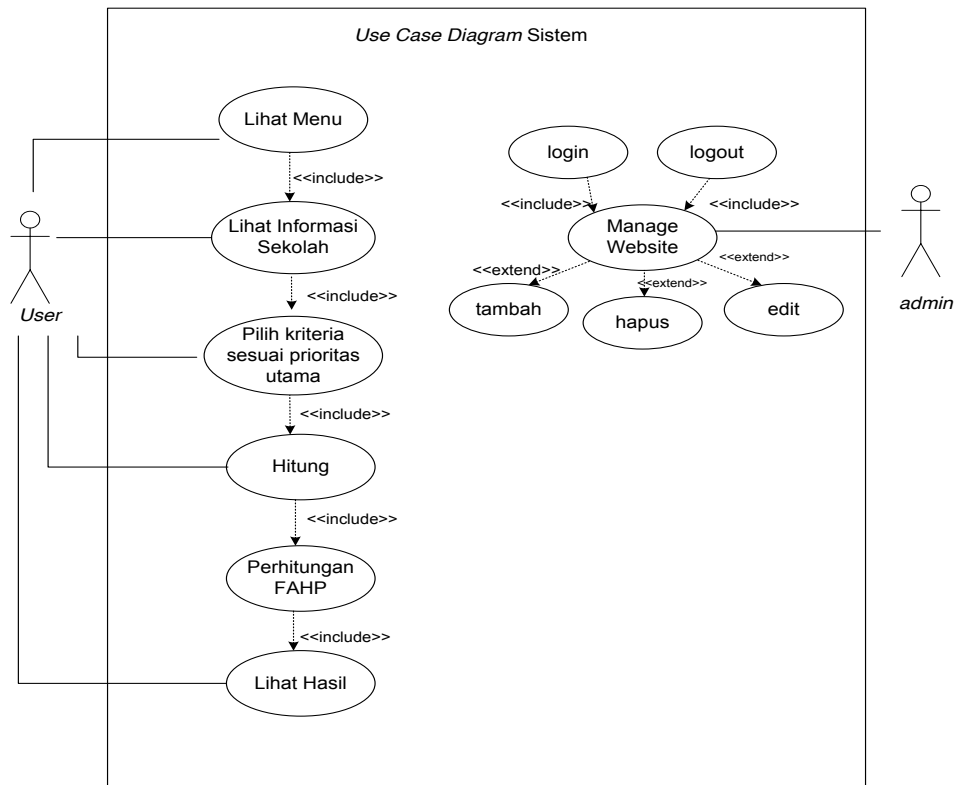 Use Case Diagram Sistem
Lihat Menu
<<include>>
Lihat Informasi
Sekolah
<<include>>
Pilih kriteria
sesuai prioritas
utama
<<include>>
Hitung
<<include>>
Perhitungan
FAHP
<<include>>
Lihat Hasil
User
login
logout
<<include>>
<<include>>
Manage
Website
<<extend>>
<<extend>>
<<extend>>
tambah
hapus
edit
admin